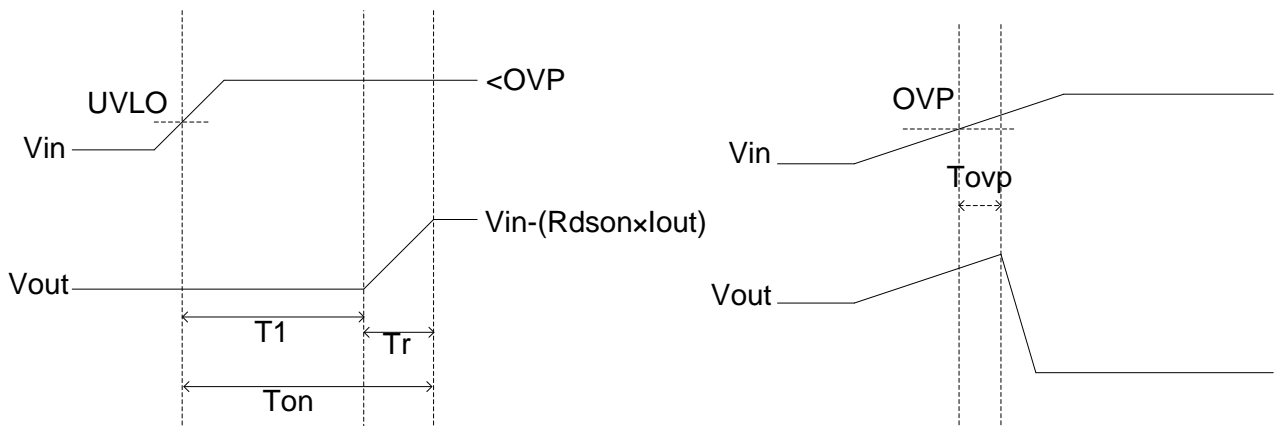 UVLO
<OVP
Vin
Vin-(Rdson×Iout)
Vout
T1
Tr
Ton
OVP
Vin
Tovp
Vout